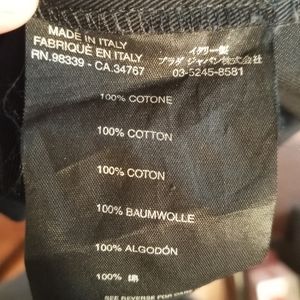 MADE IN ITALY
FABRIQUÉ EN ITALY
RN.98339 - CA.34767
イタリー製
プラダ ジャパン株式会社
03-5245-8581
100% COTONE
100% COTTON
100% COTON
100% BAUMWOLLE
100% ALGODÓN
100% 綿
SEE REVERSE FOR CARE